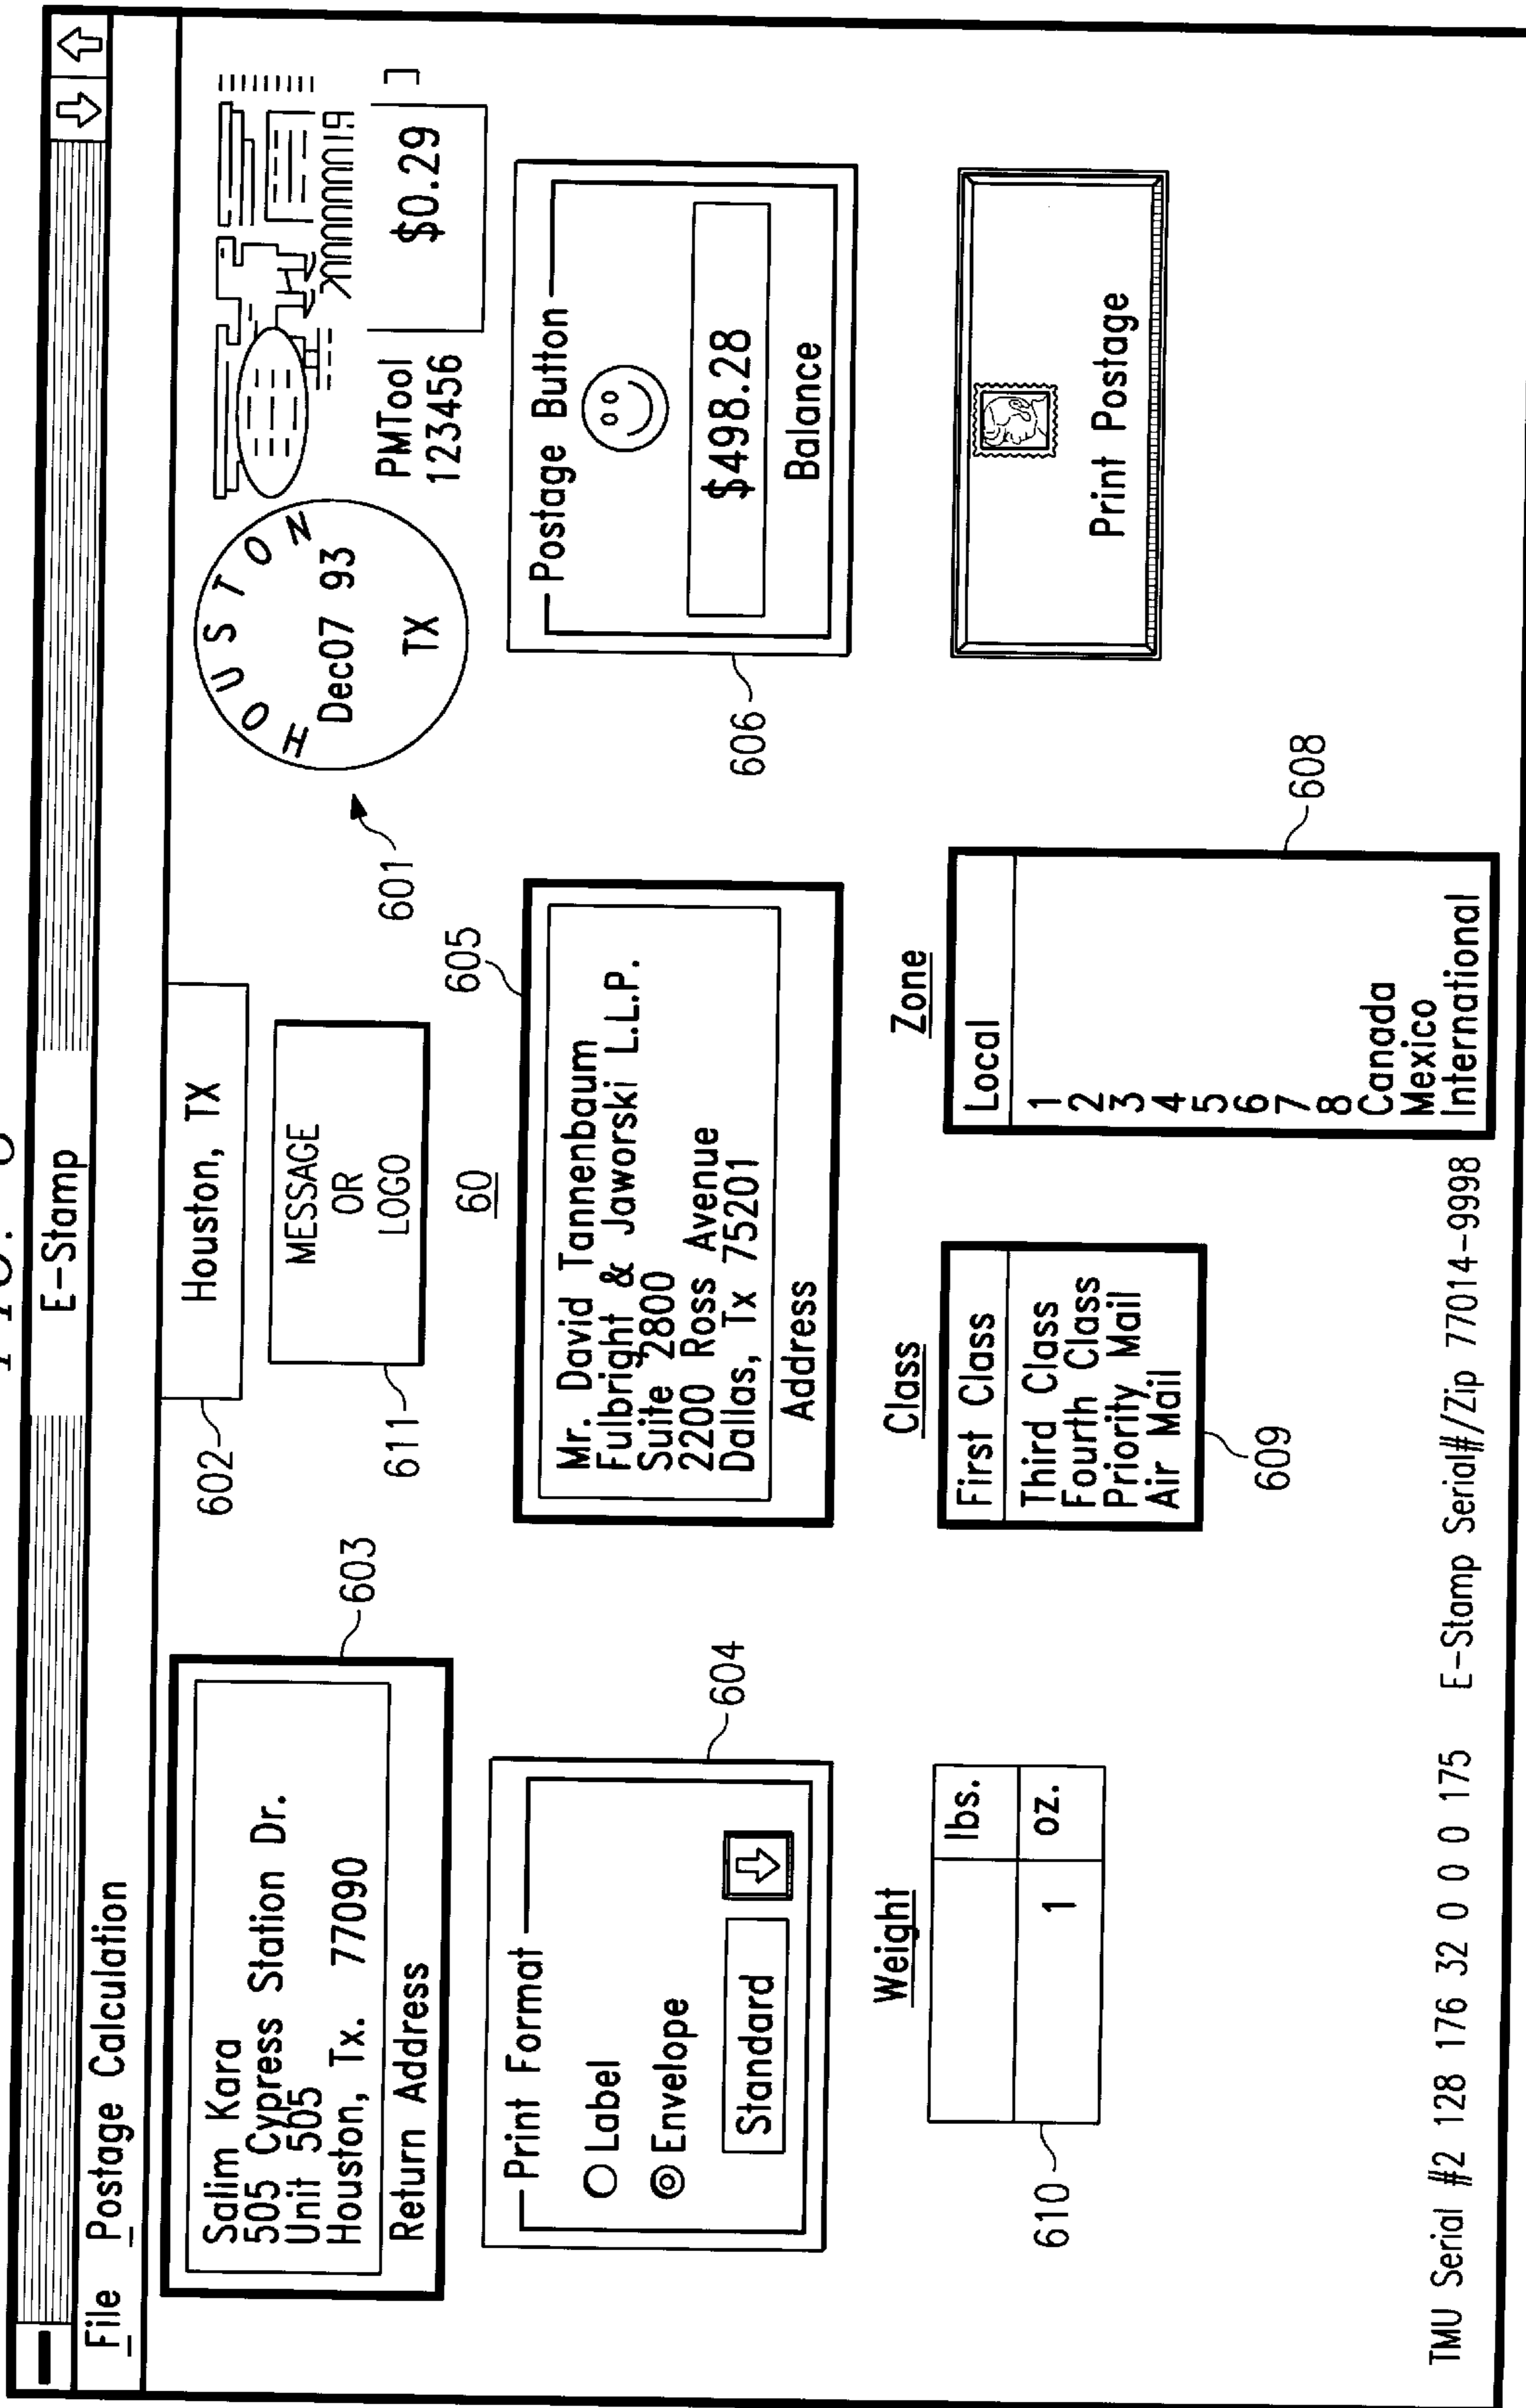 E-Stamp
File Postage Calculation
Salim Kara
505 Cypress Station Dr.
Unit 505
Houston, Tx. 77090
Return Address
603
602
Houston, TX
611
MESSAGE
OR
LOGO
60
601
HOUSTON
Dec07 93
TX
PMTool
123456
$0.29
Print Format
Label
Envelope
Standard
604
605
Mr. David Tannenbaum
Fulbright & Jaworski L.L.P.
Suite 2800
2200 Ross Avenue
Dallas, Tx 75201
Address
Postage Button
$498.28
Balance
606
Weight
lbs.
1 oz.
610
Class
First Class
Third Class
Fourth Class
Priority Mail
Air Mail
609
Zone
Local
1
2
3
4
5
6
7
8
Canada
Mexico
International
608
Print Postage
TMU Serial #2 128 176 32 0 0 0 175 E-Stamp Serial#/Zip 77014-9998